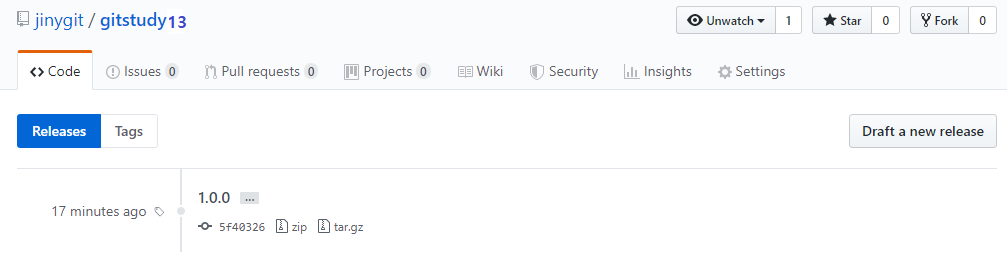 jinygit / gitstudy13 Unwatch 1 Star 0 Fork 0
Code Issues 0 Pull requests 0 Projects 0 Wiki Security Insights Settings
Releases Tags Draft a new release
1.0.0 ...
17 minutes ago
5f40326 zip tar.gz